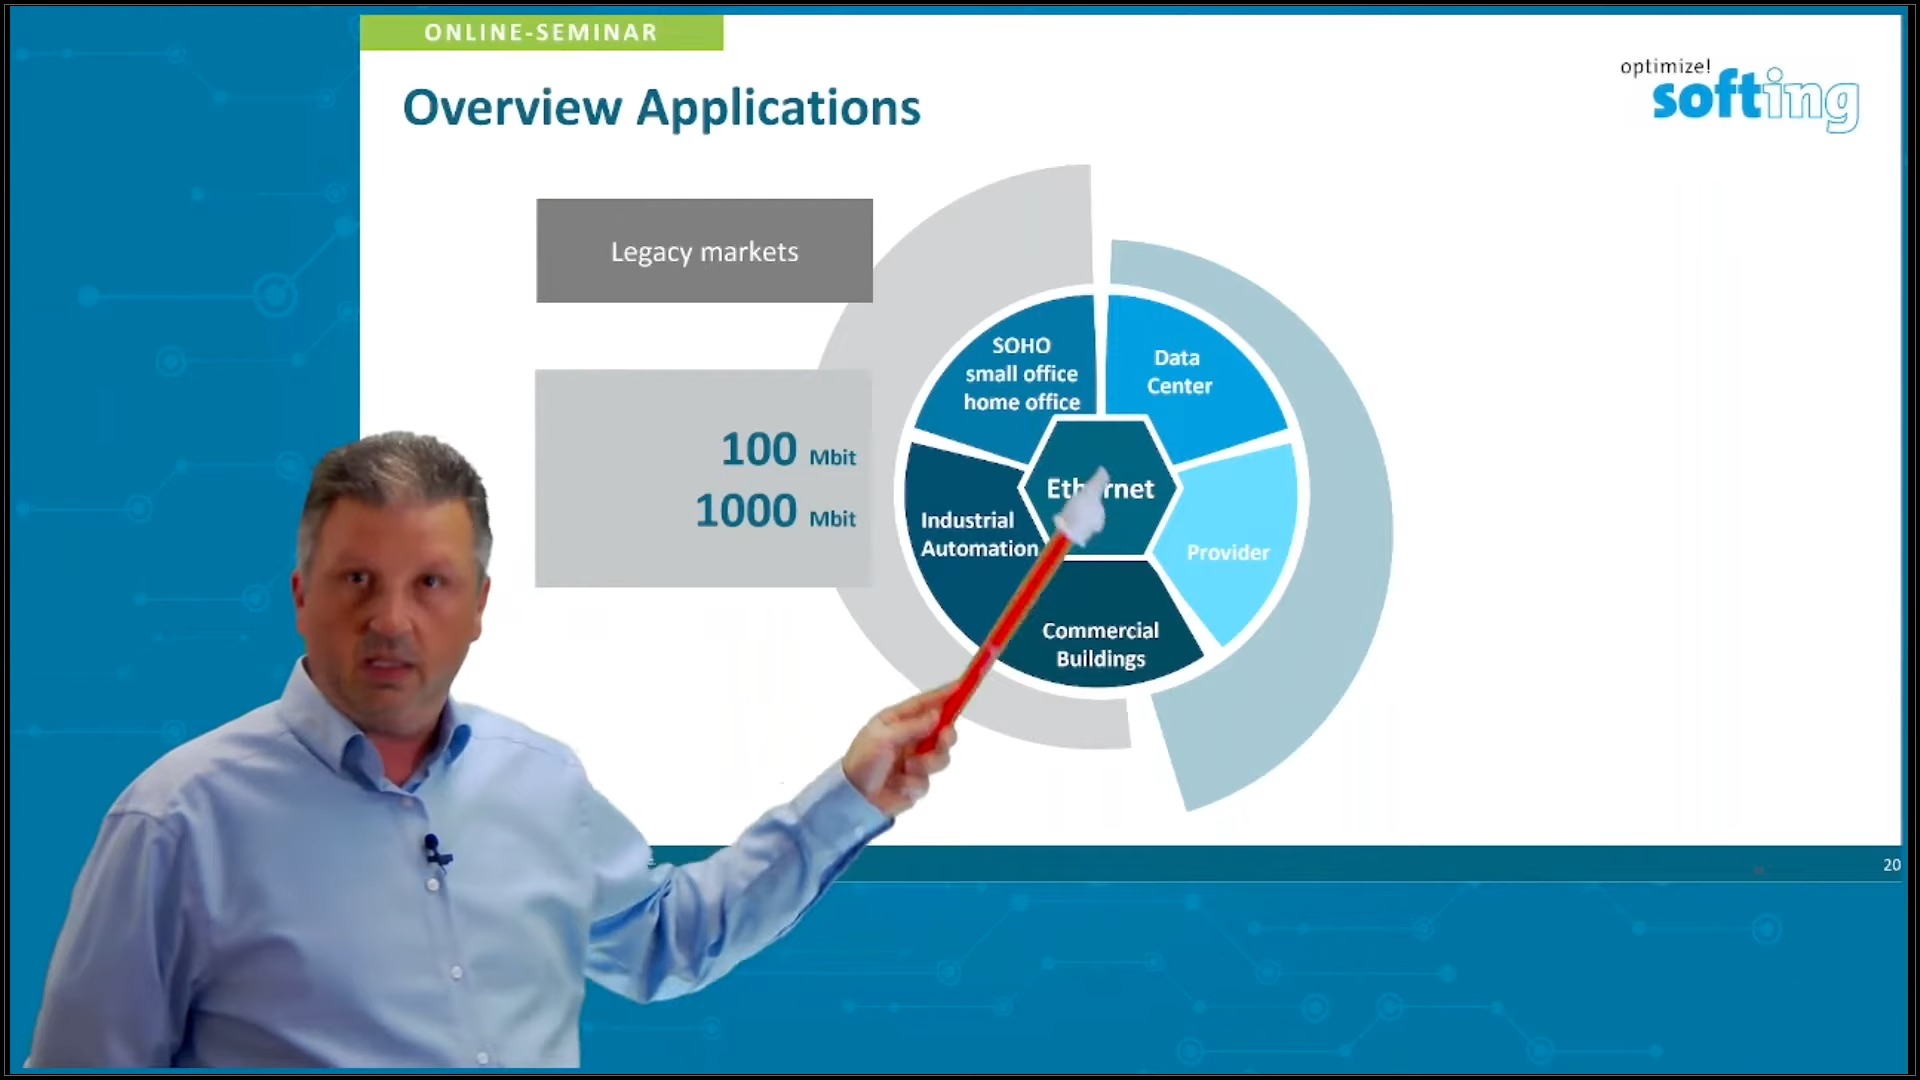 ONLINE-SEMINAR
Overview Applications
optimize!
softing
Legacy markets
100 Mbit
1000 Mbit
SOHO
small office
home office
Data
Center
Ethernet
Industrial
Automation
Provider
Commercial
Buildings
20